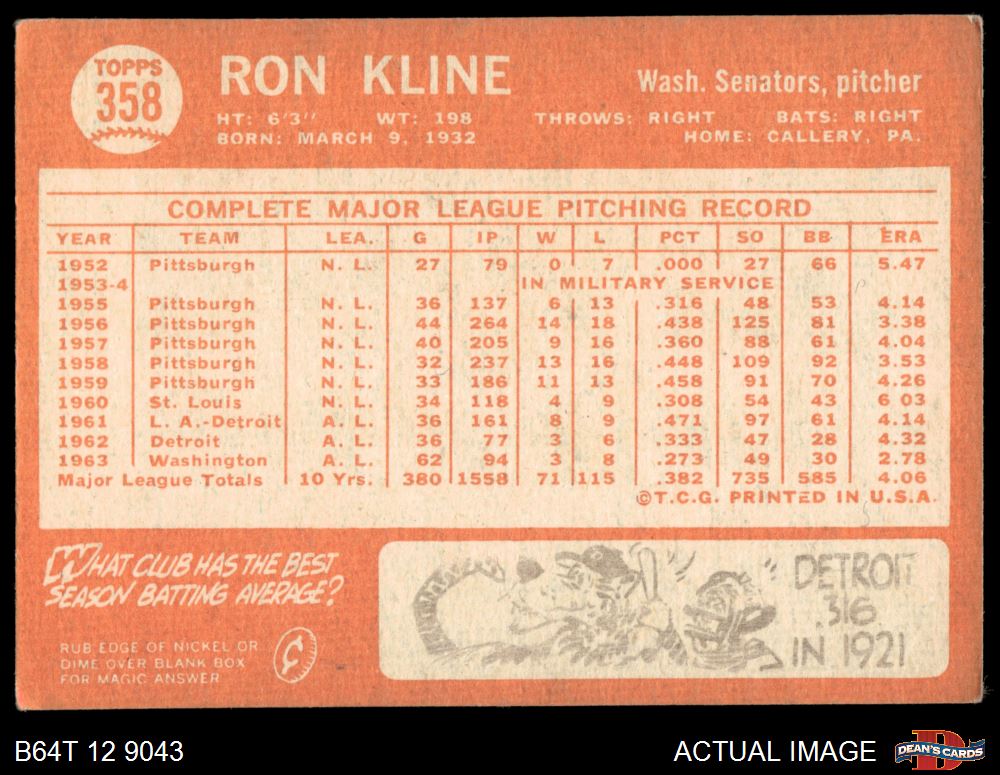 TOPPS
358
RON KLINE
Wash. Senators, pitcher
HT: 6'3" WT: 198 THROWS: RIGHT BATS: RIGHT
BORN: MARCH 9, 1932 HOME: CALLERY, PA.
COMPLETE MAJOR LEAGUE PITCHING RECORD
YEAR TEAM LEA. G IP W L PCT SO BB ERA
1952 Pittsburgh N. L. 27 79 0 7 .000 27 66 5.47
1953-4 IN MILITARY SERVICE
1955 Pittsburgh N. L. 36 137 6 13 .316 48 53 4.14
1956 Pittsburgh N. L. 44 264 14 18 .438 125 81 3.38
1957 Pittsburgh N. L. 40 205 9 16 .360 88 61 4.04
1958 Pittsburgh N. L. 32 237 13 16 .448 109 92 3.53
1959 Pittsburgh N. L. 33 186 11 13 .458 91 70 4.26
1960 St. Louis N. L. 34 118 4 9 .308 54 43 6 03
1961 L. A.-Detroit A. L. 36 161 8 9 .471 97 61 4.14
1962 Detroit A. L. 36 77 3 6 .333 47 28 4.32
1963 Washington A. L. 62 94 3 8 .273 49 30 2.78
Major League Totals 10 Yrs. 380 1558 71 115 .382 735 585 4.06
©T.C.G. PRINTED IN U.S.A.
WHAT CLUB HAS THE BEST
SEASON BATTING AVERAGE?
RUB EDGE OF NICKEL OR
DIME OVER BLANK BOX
FOR MAGIC ANSWER
¢
DETROIT
.316
IN 1921
B64T 12 9043
ACTUAL IMAGE
DEAN'S CARDS